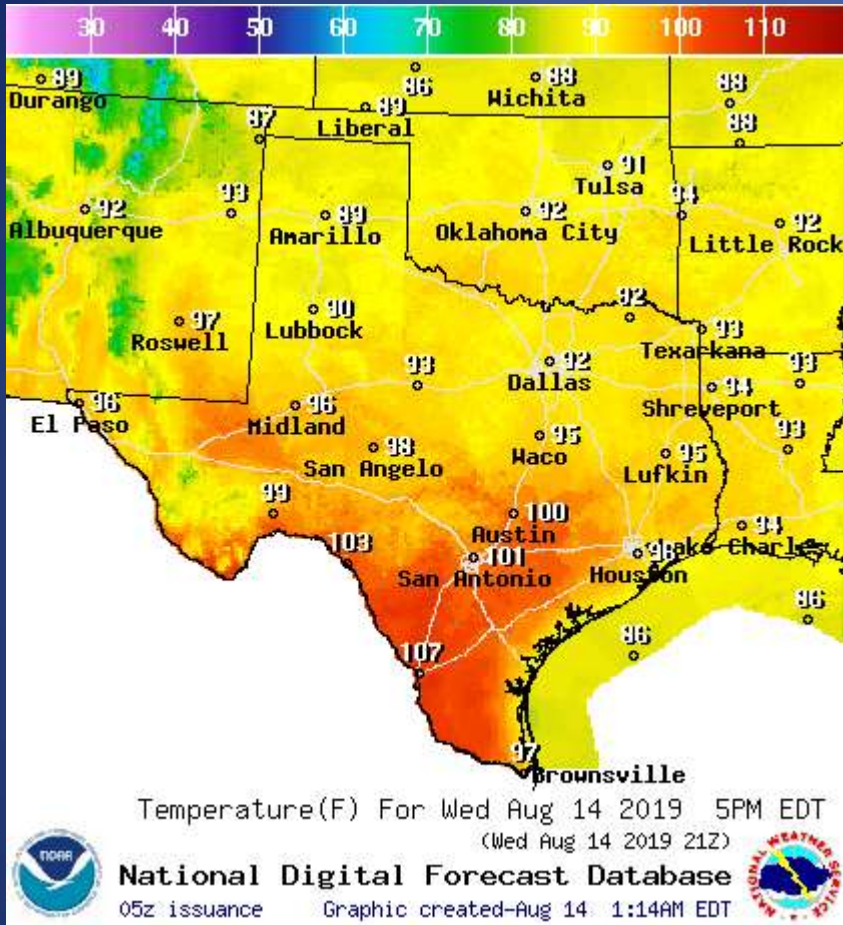 30 40 50 60 70 80 90 100 110
89
Durango
86
88
Wichita
88
89
Liberal
87
88
91
Tulsa
92
Albuquerque
93
89
Amarillo
92
Oklahoma City
94
92
Little Rock
97
Roswell
90
Lubbock
92
93
Texarkana
93
92
Dallas
94
Shreveport
93
96
El Paso
96
Midland
98
San Angelo
95
Waco
95
Lufkin
93
99
100
Austin
94
Lake Charles
103
101
San Antonio
98
Houston
86
86
107
97
Brownsville
Temperature(F) For Wed Aug 14 2019 5PM EDT
(Wed Aug 14 2019 21Z)
National Digital Forecast Database
05z issuance Graphic created-Aug 14 1:14AM EDT
NOAA
NATIONAL WEATHER SERVICE